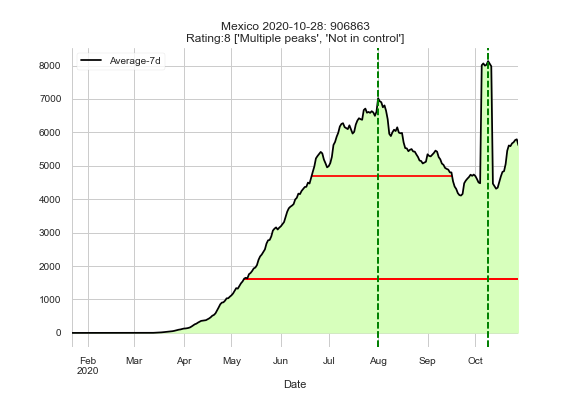 Mexico 2020-10-28: 906863
Rating:8 ['Multiple peaks', 'Not in control']
Average-7d
8000
7000
6000
5000
4000
3000
2000
1000
0
Feb Mar Apr May Jun Jul Aug Sep Oct
2020
Date